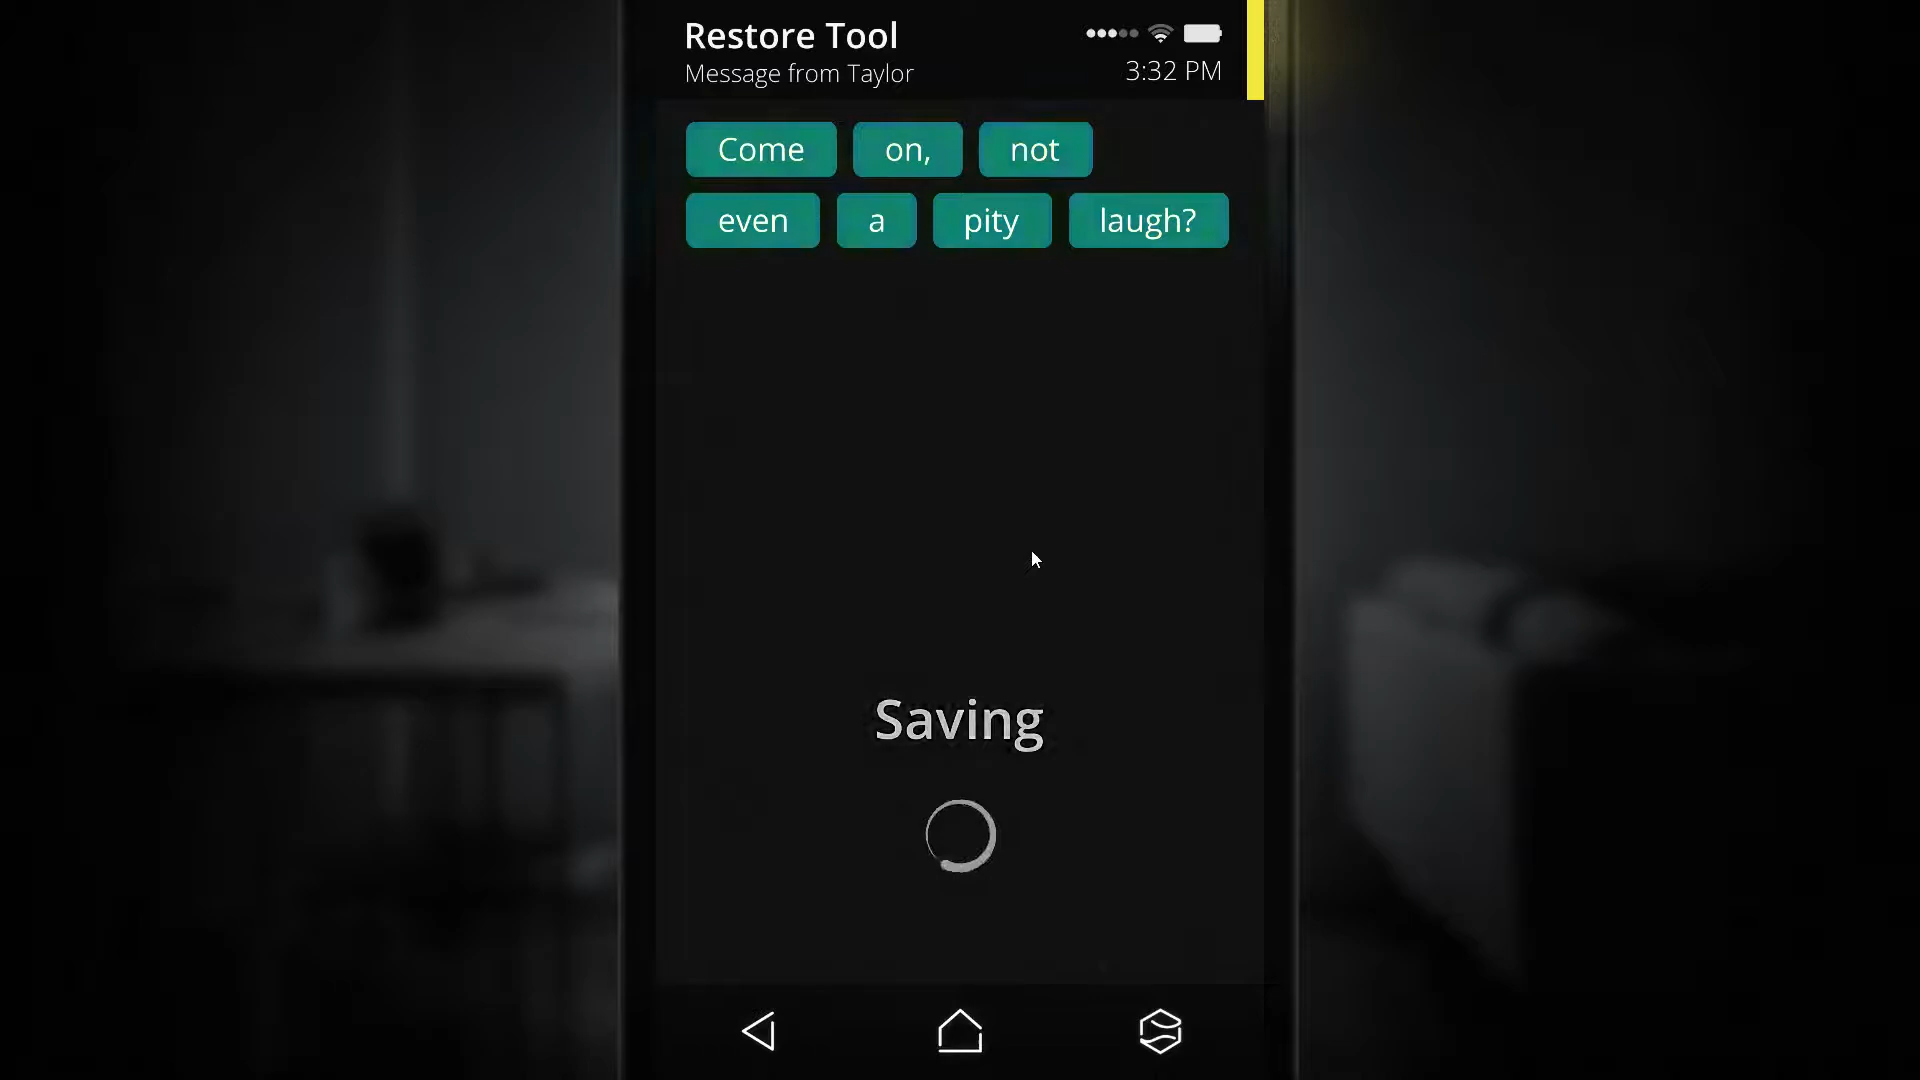 Restore Tool
Message from Taylor
3:32 PM
Come on, not
even a pity laugh?
Saving